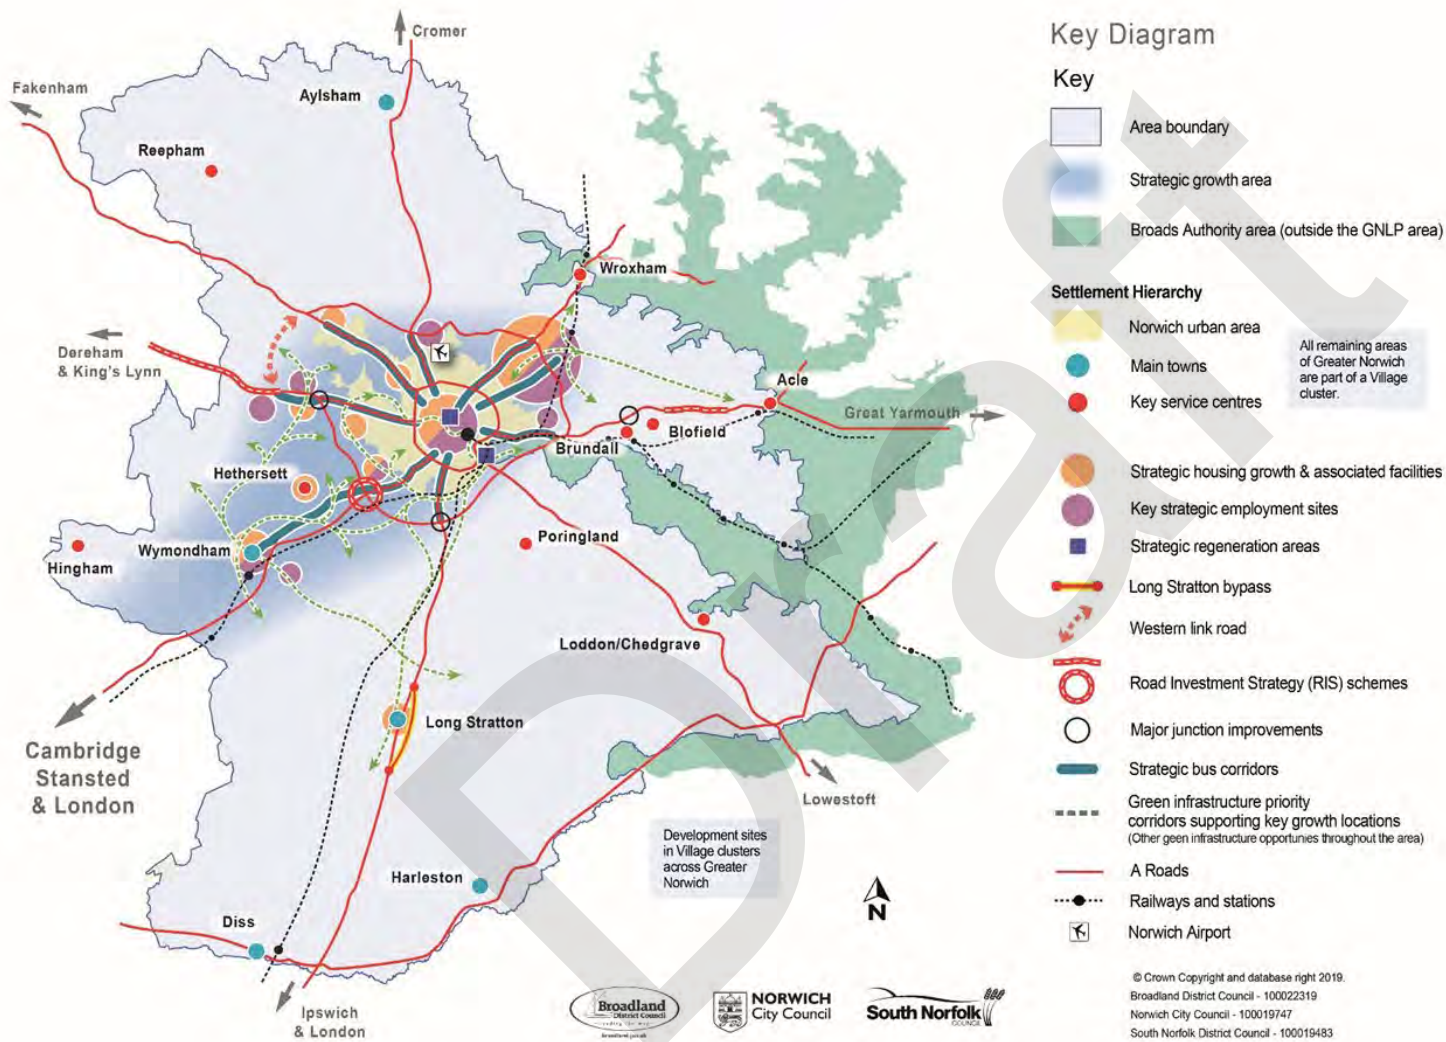 Key Diagram
Key
Area boundary
Strategic growth area
Broads Authority area (outside the GNLP area)
Settlement Hierarchy
Norwich urban area
Main towns
Key service centres
All remaining areas
of Greater Norwich
are part of a Village
cluster.
Strategic housing growth & associated facilities
Key strategic employment sites
Strategic regeneration areas
Long Stratton bypass
Western link road
Road Investment Strategy (RIS) schemes
Major junction improvements
Strategic bus corridors
Green infrastructure priority
corridors supporting key growth locations
(Other geen infrastructure opportunies throughout the area)
A Roads
Railways and stations
Norwich Airport
Cromer
Fakenham
Aylsham
Reepham
Wroxham
Dereham
& King's Lynn
Acle
Great Yarmouth
Blofield
Brundall
Hethersett
Wymondham
Hingham
Poringland
Loddon/Chedgrave
Long Stratton
Cambridge
Stansted
& London
Lowestoft
Development sites
in Village clusters
across Greater
Norwich
Harleston
Diss
Ipswich
& London
N
Draft
Broadland
District Council
NORWICH
City Council
South Norfolk
COUNCIL
© Crown Copyright and database right 2019.
Broadland District Council - 100022319
Norwich City Council - 100019747
South Norfolk District Council - 100019483